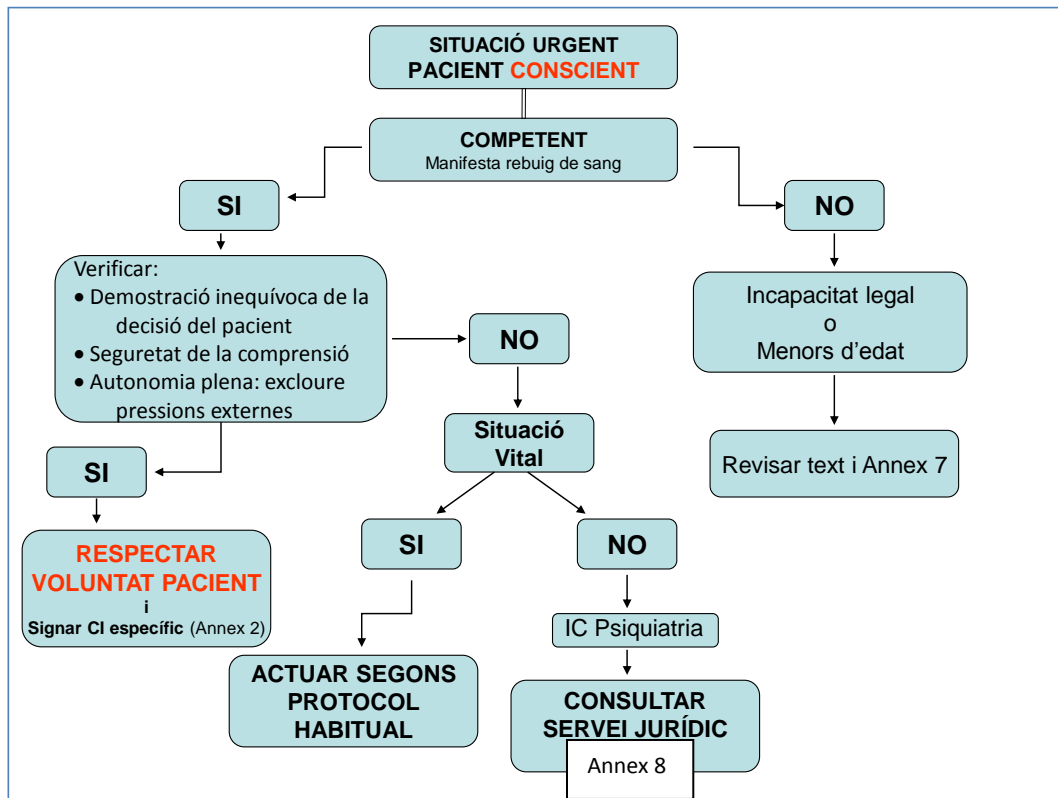 SITUACIÓ URGENT
PACIENT CONSCIENT
COMPETENT
Manifesta rebuig de sang
SI
NO
Verificar:
• Demostració inequívoca de la
decisió del pacient
• Seguretat de la comprensió
• Autonomia plena: excloure
pressions externes
NO
Incapacitat legal
o
Menors d'edat
Situació
Vital
Revisar text i Annex 7
SI
RESPECTAR
VOLUNTAT PACIENT
i
Signar CI específic (Annex 2)
SI
NO
IC Psiquiatria
ACTUAR SEGONS
PROTOCOL
HABITUAL
CONSULTAR
SERVEI JURÍDIC
Annex 8